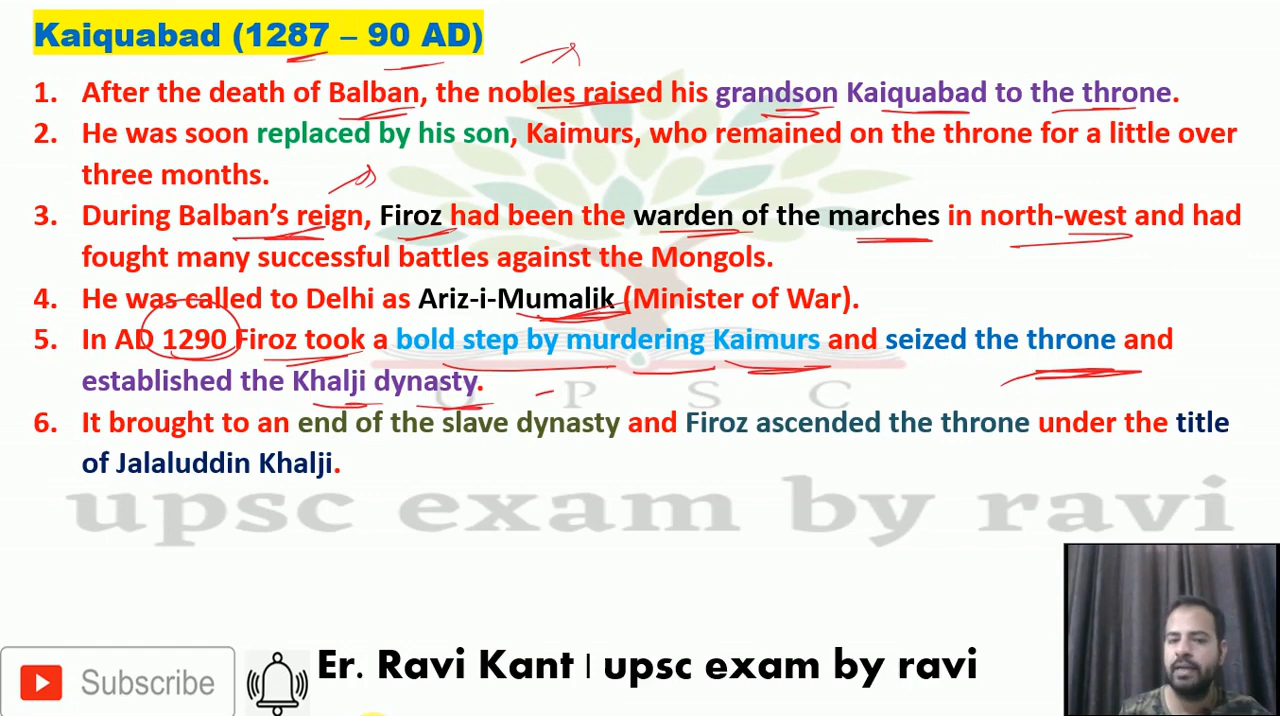 Kaiquabad (1287 – 90 AD)
1. After the death of Balban, the nobles raised his grandson Kaiquabad to the throne.
2. He was soon replaced by his son, Kaimurs, who remained on the throne for a little over
three months.
3. During Balban's reign, Firoz had been the warden of the marches in north-west and had
fought many successful battles against the Mongols.
4. He was called to Delhi as Ariz-i-Mumalik (Minister of War).
5. In AD 1290 Firoz took a bold step by murdering Kaimurs and seized the throne and
established the Khalji dynasty.
UPSC
6. It brought to an end of the slave dynasty and Firoz ascended the throne under the title
of Jalaluddin Khalji.
upsc exam by ravi
Subscribe
Er. Ravi Kant | upsc exam by ravi